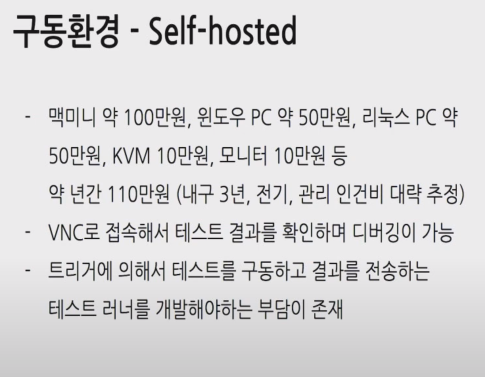 구동환경 - Self-hosted
- 맥미니 약 100만원, 윈도우 PC 약 50만원, 리눅스 PC 약
50만원, KVM 10만원, 모니터 10만원 등
약 년간 110만원 (내구 3년, 전기, 관리 인건비 대략 추정)
- VNC로 접속해서 테스트 결과를 확인하며 디버깅이 가능
- 트리거에 의해서 테스트를 구동하고 결과를 전송하는
테스트 러너를 개발해야하는 부담이 존재